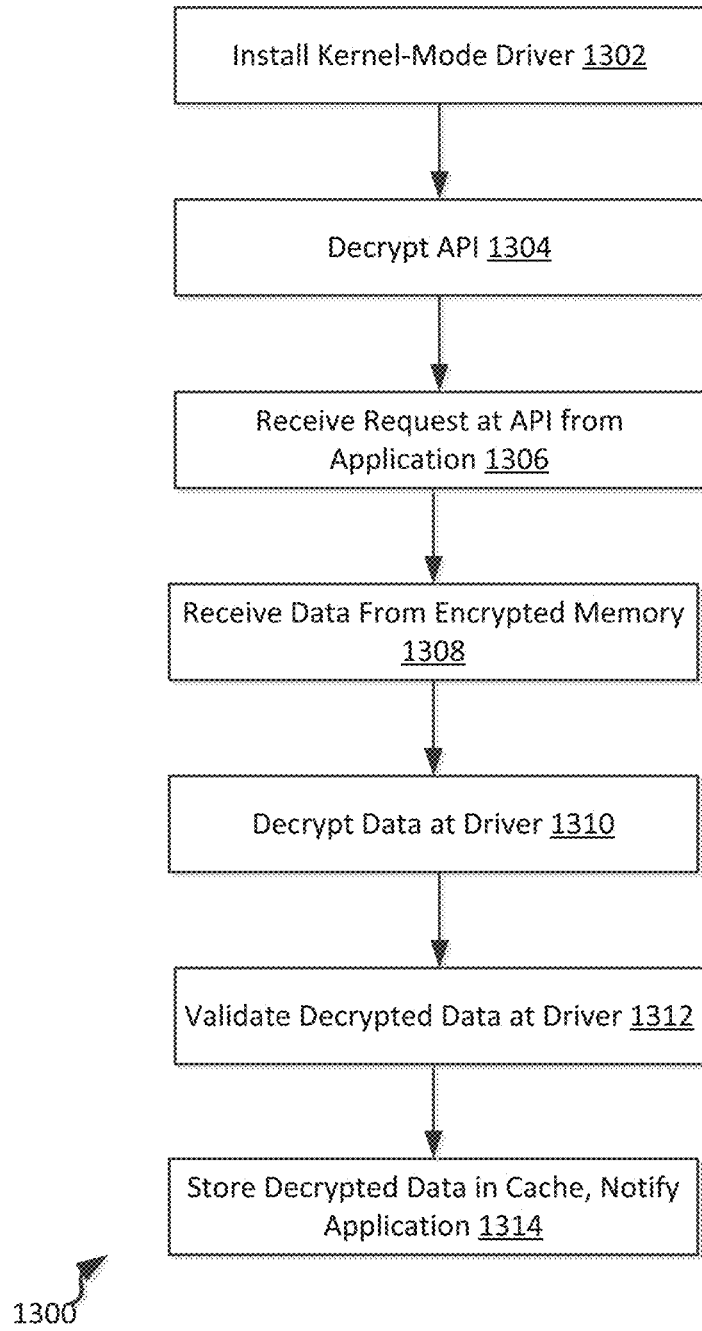 Install Kernel-Mode Driver 1302
Decrypt API 1304
Receive Request at API from
Application 1306
Receive Data From Encrypted Memory
1308
Decrypt Data at Driver 1310
Validate Decrypted Data at Driver 1312
Store Decrypted Data in Cache, Notify
Application 1314
1300